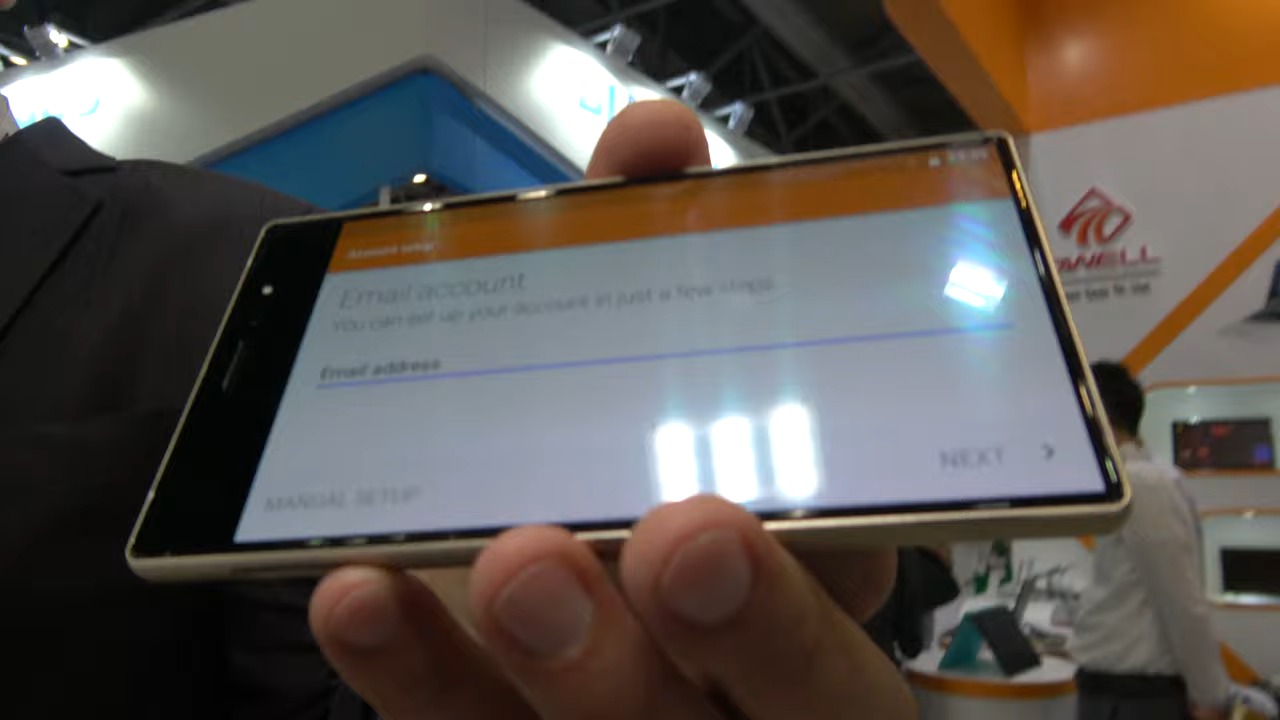 Account setup
Email account
You can set up your account in just a few steps.
Email address
MANUAL SETUP
NEXT